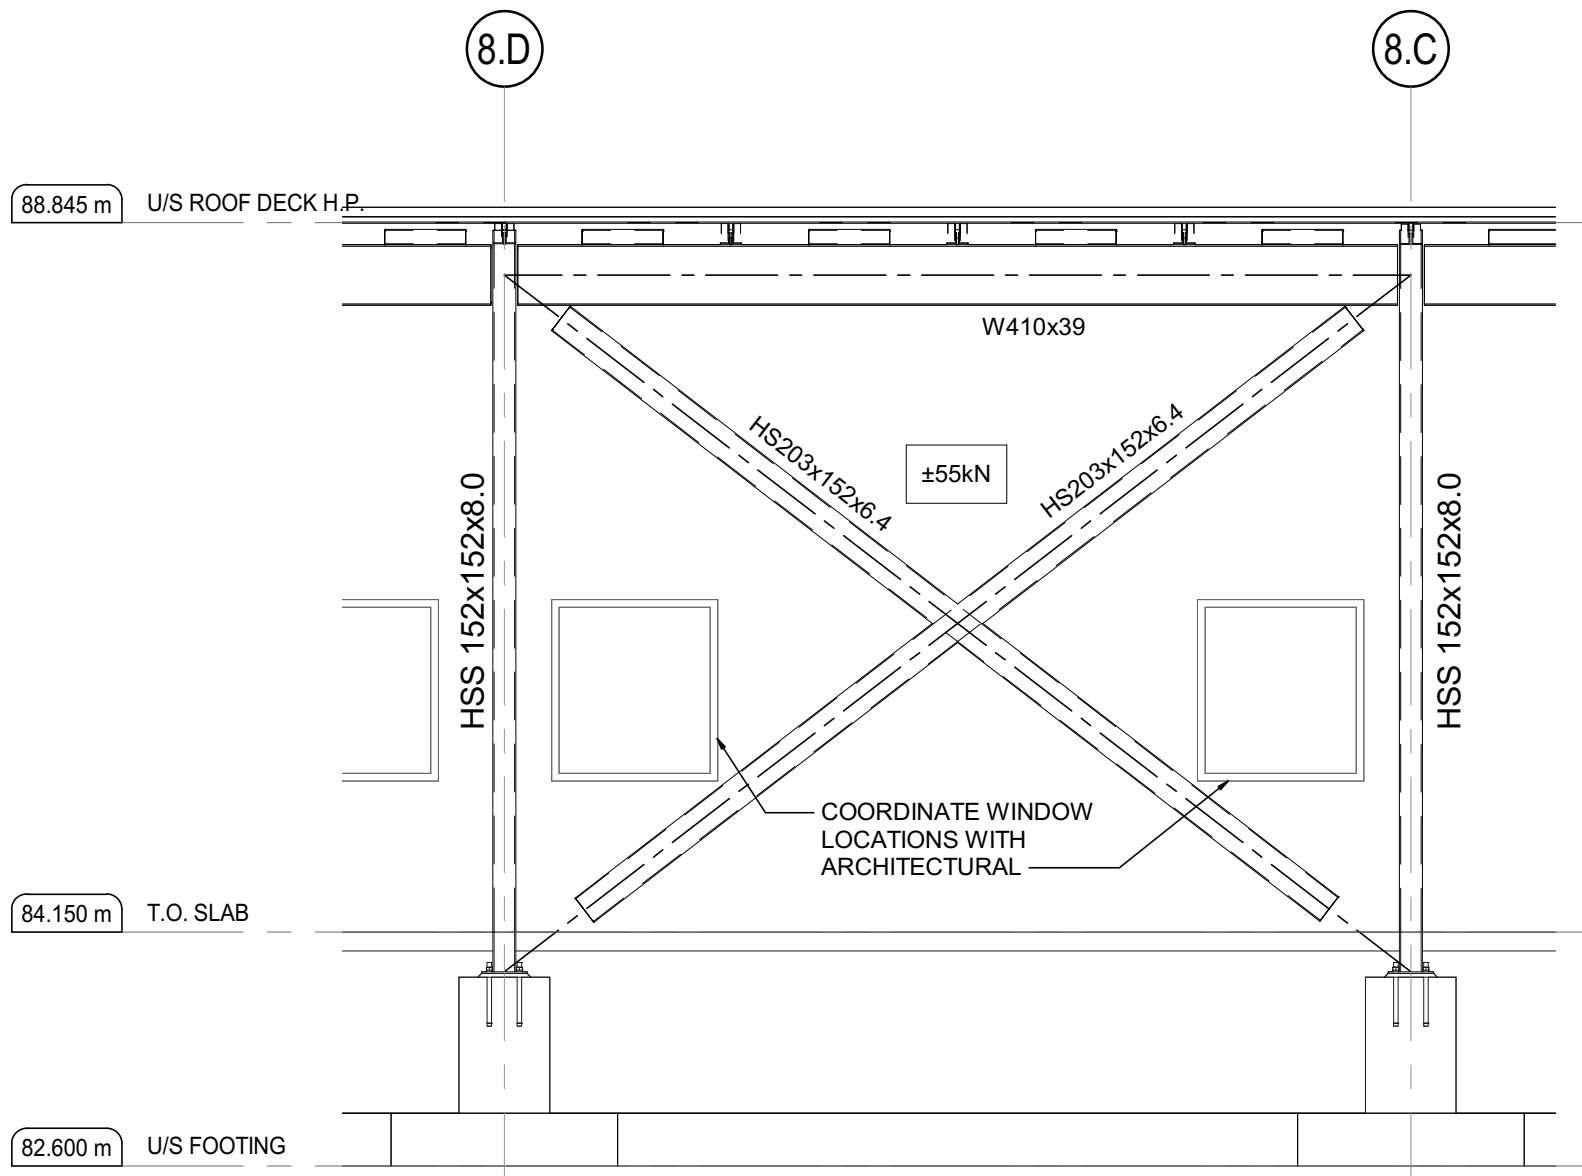 8.D
8.C
88.845 m
U/S ROOF DECK H.P.
W410x39
HS203x152x6.4
±55kN
HS203x152x6.4
HSS 152x152x8.0
HSS 152x152x8.0
COORDINATE WINDOW
LOCATIONS WITH
ARCHITECTURAL
84.150 m
T.O. SLAB
82.600 m
U/S FOOTING